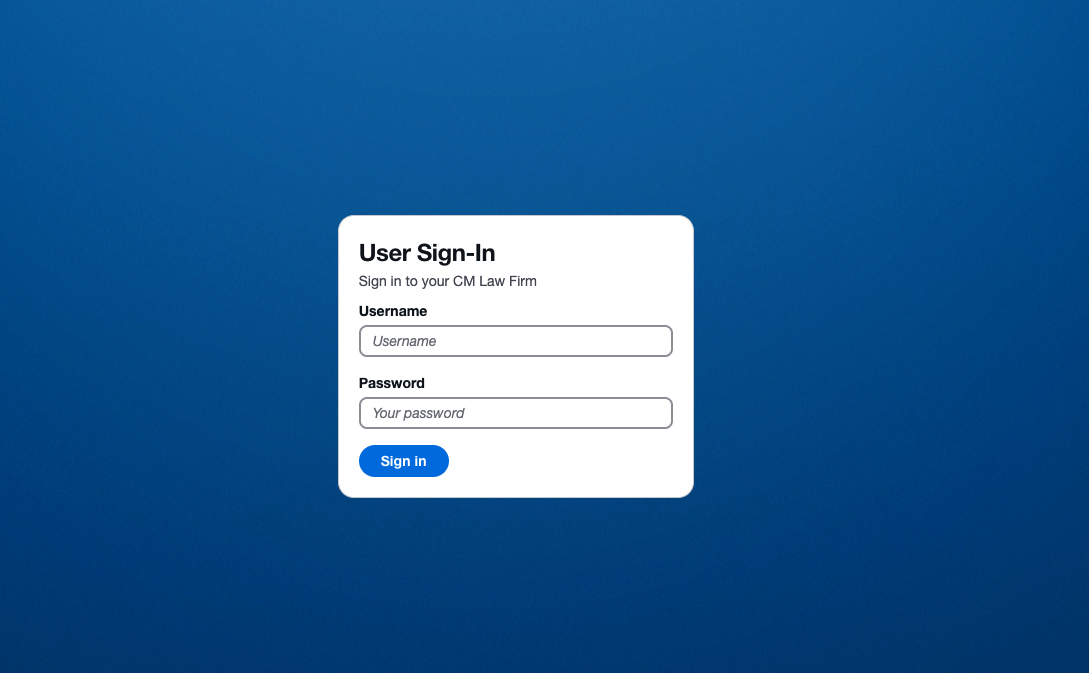 User Sign-In
Sign in to your CM Law Firm
Username
Username
Password
Your password
Sign in